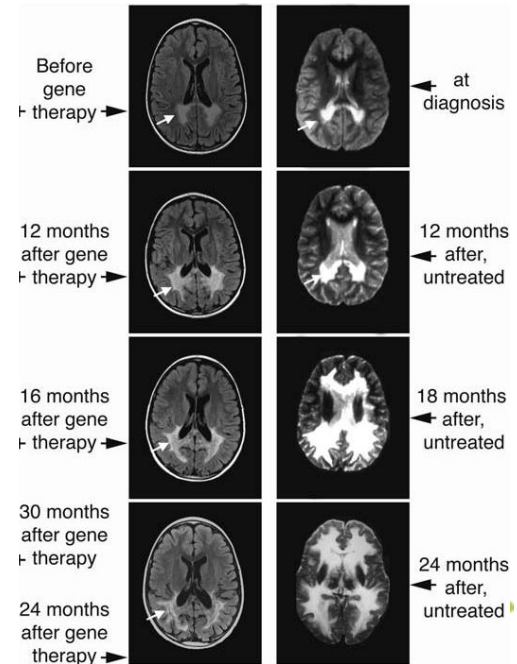 Before
gene
+ therapy
at
diagnosis
12 months
after gene
+ therapy
12 months
after,
untreated
16 months
after gene
+ therapy
18 months
after,
untreated
30 months
after gene
+ therapy
24 months
after gene
therapy
24 months
after,
untreated